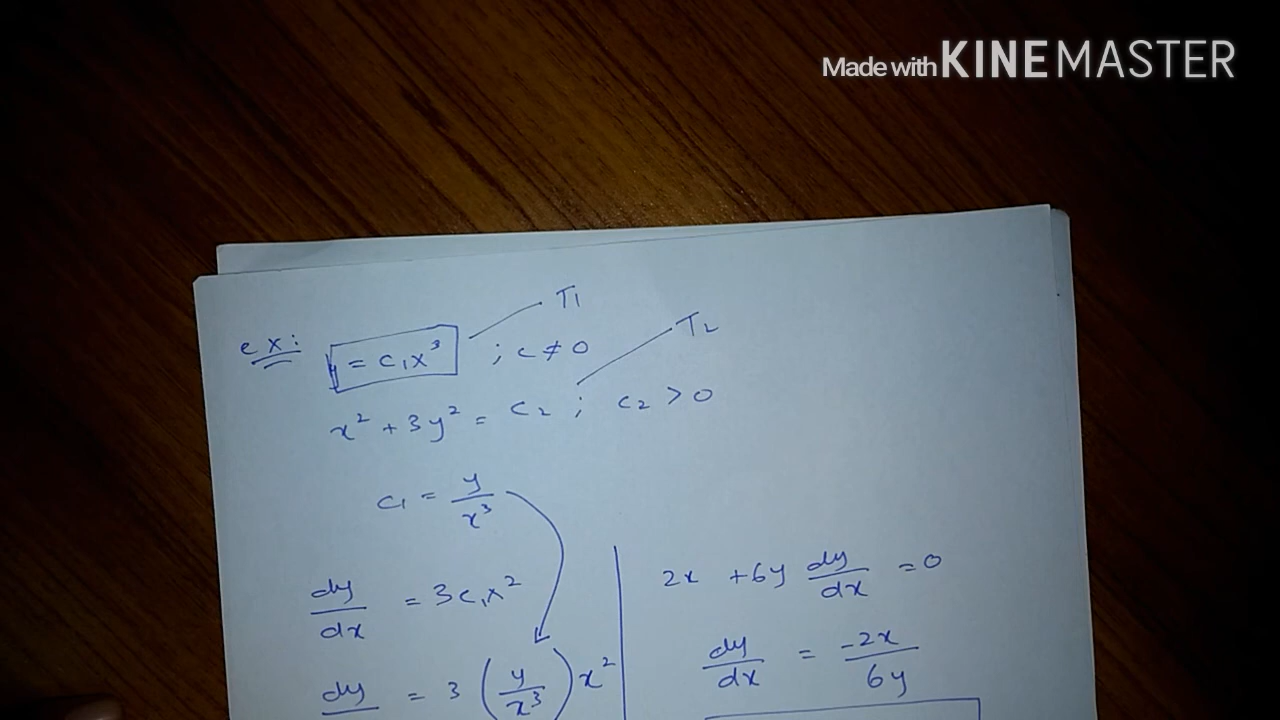 Made with KINEMASTER
T1
ex: y = c₁x³ ; c ≠ 0
T2
x² + 3y² = c₂ ; c₂ > 0
c₁ = y/x³
dy/dx = 3c₁x²
dy = 3 (y/x³) x²
2x + 6y dy/dx = 0
dy/dx = -2x/6y